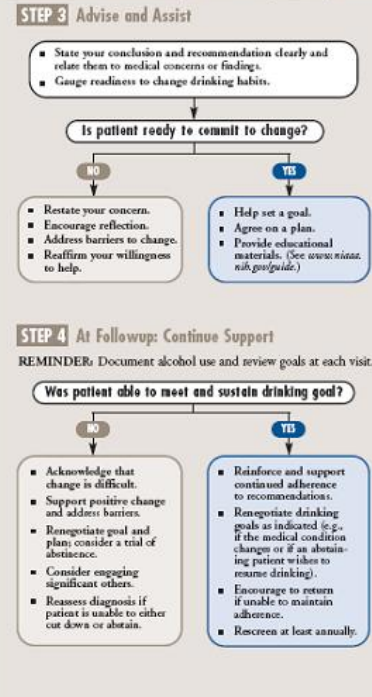 STEP 3 Advise and Assist
▪ State your conclusion and recommendation clearly and
relate them to medical concerns or findings.
▪ Gauge readiness to change drinking habits.
Is patient ready to commit to change?
NO
▪ Restate your concern.
▪ Encourage reflection.
▪ Address barriers to change.
▪ Reaffirm your willingness
to help.
YES
▪ Help set a goal.
▪ Agree on a plan.
▪ Provide educational
materials. (See www.niaaa.
nih.gov/guide.)
STEP 4 At Followup: Continue Support
REMINDER: Document alcohol use and review goals at each visit.
Was patient able to meet and sustain drinking goal?
NO
▪ Acknowledge that
change is difficult.
▪ Support positive change
and address barriers.
▪ Renegotiate goal and
plan; consider a trial of
abstinence.
▪ Consider engaging
significant others.
▪ Reassess diagnosis if
patient is unable to either
cut down or abstain.
YES
▪ Reinforce and support
continued adherence
to recommendations.
▪ Renegotiate drinking
goals as indicated (e.g.,
if the medical condition
changes or if an abstain-
ing patient wishes to
resume drinking).
▪ Encourage to return
if unable to maintain
adherence.
▪ Rescreen at least annually.